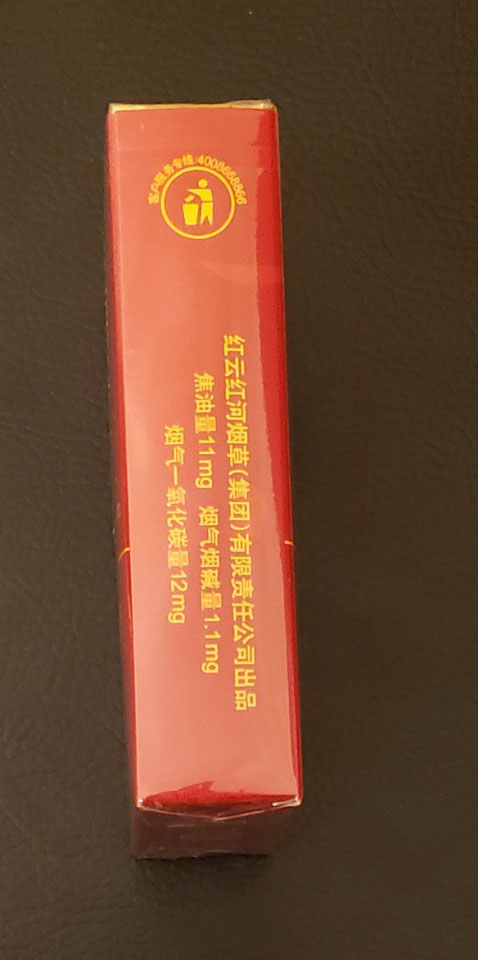 客户服务专线:4008668866
红云红河烟草(集团)有限责任公司出品
焦油量11mg 烟气烟碱量1.1mg
烟气一氧化碳量12mg